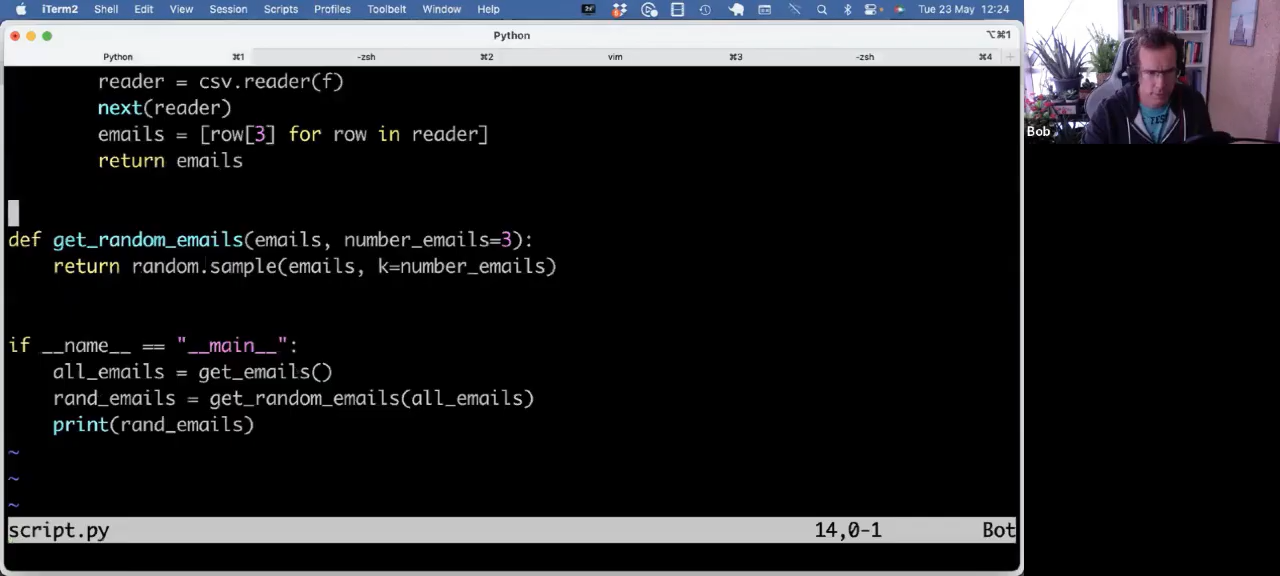 iTerm2 Shell Edit View Session Scripts Profiles Toolbelt Window Help Tue 23 May 12:24
Python ⌥⌘1
Python ⌘1 -zsh ⌘2 vim ⌘3 -zsh ⌘4
reader = csv.reader(f)
next(reader)
emails = [row[3] for row in reader]
return emails
def get_random_emails(emails, number_emails=3):
return random.sample(emails, k=number_emails)
if __name__ == "__main__":
all_emails = get_emails()
rand_emails = get_random_emails(all_emails)
print(rand_emails)
~
~
~
script.py 14,0-1 Bot
Bob